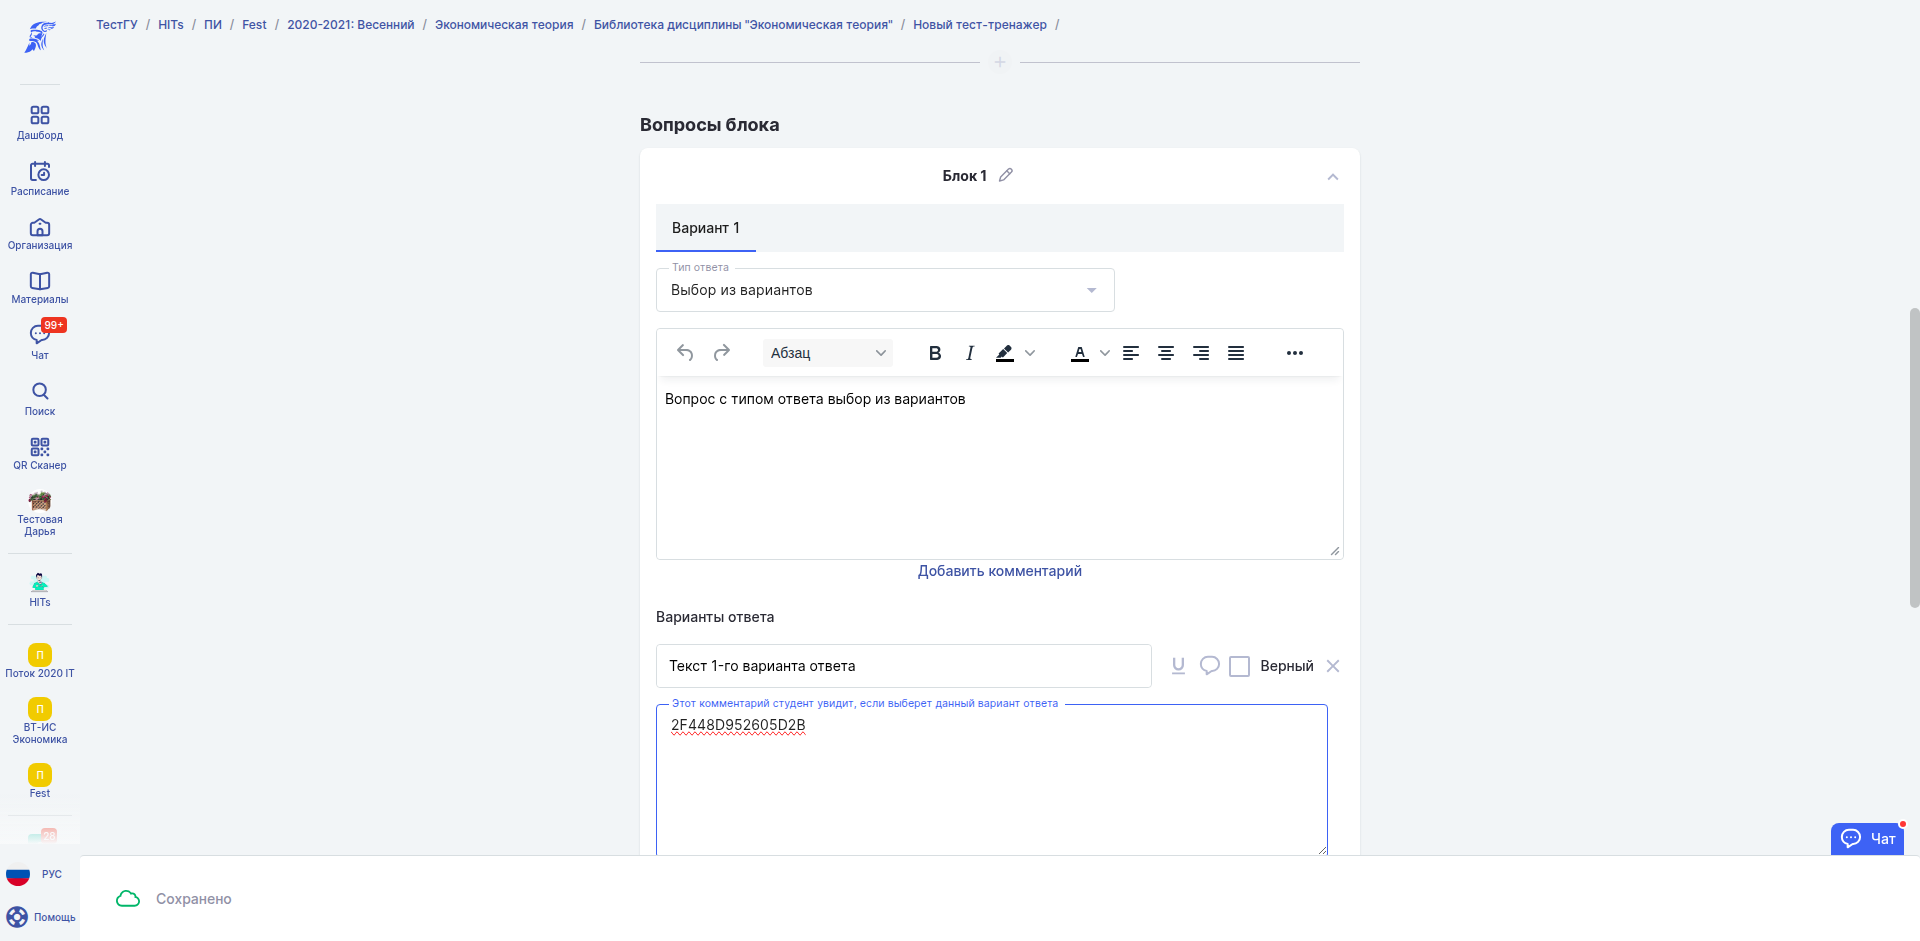 ТестГУ / HITs / ПИ / Fest / 2020-2021: Весенний / Экономическая теория / Библиотека дисциплины "Экономическая теория" / Новый тест-тренажер /
Дашборд
Расписание
Организация
Материалы
99+
Чат
Поиск
QR Сканер
Тестовая
Дарья
HITs
П
Поток 2020 IT
П
ВТ-ИС
Экономика
П
Fest
28
РУС
Помощь
Вопросы блока
Блок 1
Вариант 1
Тип ответа
Выбор из вариантов
Абзац
B I A
Вопрос с типом ответа выбор из вариантов
Добавить комментарий
Варианты ответа
Текст 1-го варианта ответа
U
Верный
Этот комментарий студент увидит, если выберет данный вариант ответа
2F448D952605D2B
Чат
Сохранено